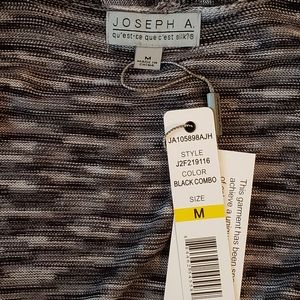 JOSEPH A.
qu'est-ce que c'est silk?®
M
JA105898AJH
STYLE
J2F219116
COLOR
BLACK COMBO
SIZE
M
This garment has been
achieve a